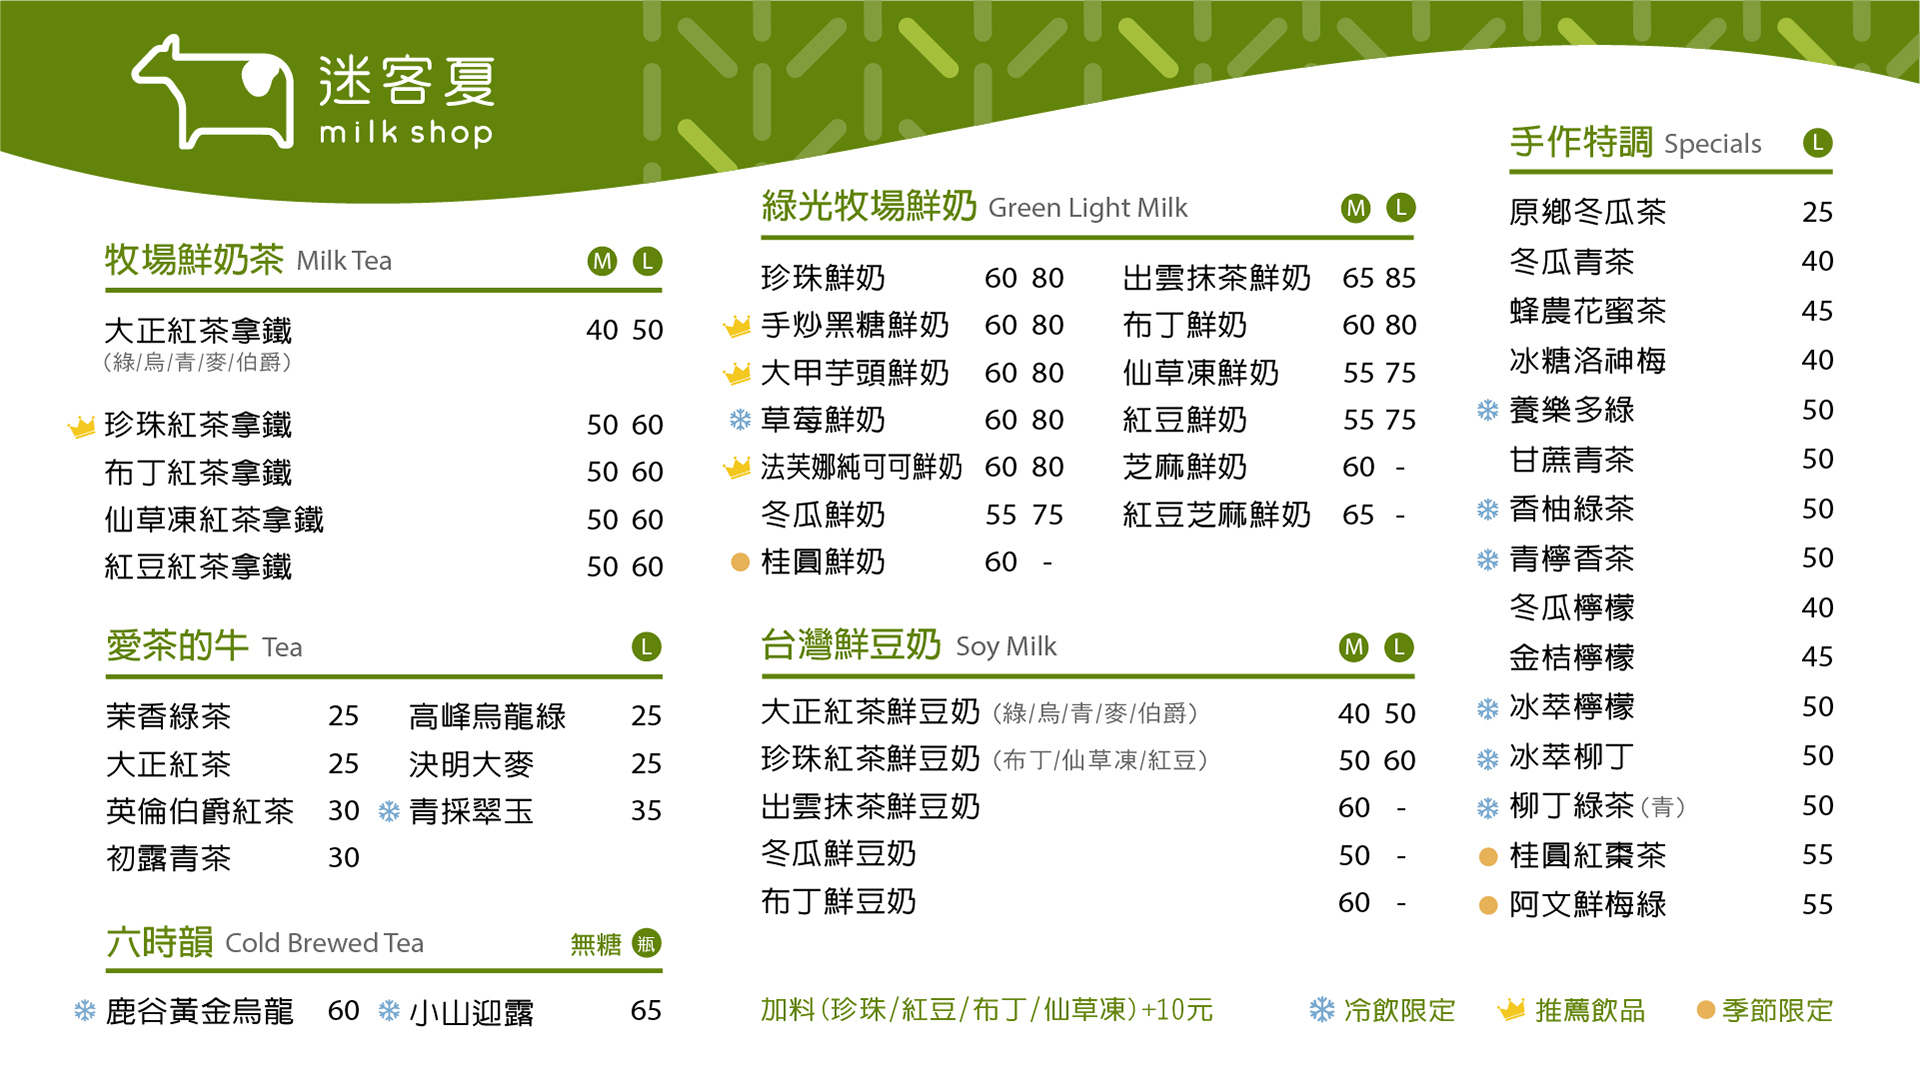 迷客夏
milk shop
牧場鮮奶茶 Milk Tea M L
大正紅茶拿鐵 40 50
(綠/烏/青/麥/伯爵)
珍珠紅茶拿鐵 50 60
布丁紅茶拿鐵 50 60
仙草凍紅茶拿鐵 50 60
紅豆紅茶拿鐵 50 60
愛茶的牛 Tea L
茉香綠茶 25 高峰烏龍綠 25
大正紅茶 25 決明大麥 25
英倫伯爵紅茶 30 青採翠玉 35
初露青茶 30
六時韻 Cold Brewed Tea 無糖 瓶
鹿谷黃金烏龍 60 小山迎露 65
綠光牧場鮮奶 Green Light Milk M L
珍珠鮮奶 60 80 出雲抹茶鮮奶 65 85
手炒黑糖鮮奶 60 80 布丁鮮奶 60 80
大甲芋頭鮮奶 60 80 仙草凍鮮奶 55 75
草莓鮮奶 60 80 紅豆鮮奶 55 75
法芙娜純可可鮮奶 60 80 芝麻鮮奶 60 -
冬瓜鮮奶 55 75 紅豆芝麻鮮奶 65 -
桂圓鮮奶 60 -
台灣鮮豆奶 Soy Milk M L
大正紅茶鮮豆奶 (綠/烏/青/麥/伯爵) 40 50
珍珠紅茶鮮豆奶 (布丁/仙草凍/紅豆) 50 60
出雲抹茶鮮豆奶 60 -
冬瓜鮮豆奶 50 -
布丁鮮豆奶 60 -
手作特調 Specials L
原鄉冬瓜茶 25
冬瓜青茶 40
蜂農花蜜茶 45
冰糖洛神梅 40
養樂多綠 50
甘蔗青茶 50
香柚綠茶 50
青檸香茶 50
冬瓜檸檬 40
金桔檸檬 45
冰萃檸檬 50
冰萃柳丁 50
柳丁綠茶(青) 50
桂圓紅棗茶 55
阿文鮮梅綠 55
加料(珍珠/紅豆/布丁/仙草凍)+10元
冷飲限定 推薦飲品 季節限定